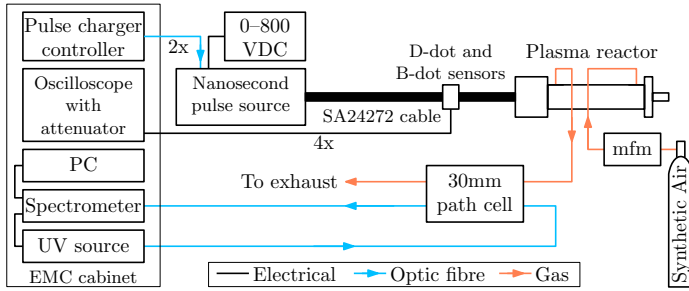 Pulse charger
controller
2x
0–800
VDC
Oscilloscope
with
attenuator
Nanosecond
pulse source
D-dot and
B-dot sensors
Plasma reactor
SA24272 cable
4x
PC
mfm
To exhaust
30mm
path cell
Spectrometer
UV source
EMC cabinet
Electrical
Optic fibre
Gas
Synthetic Air